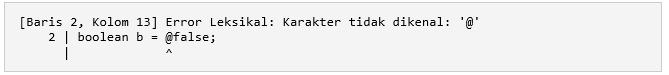 [Baris 2, Kolom 13] Error Leksikal: Karakter tidak dikenal: '@'
2 | boolean b = @false;
| ^